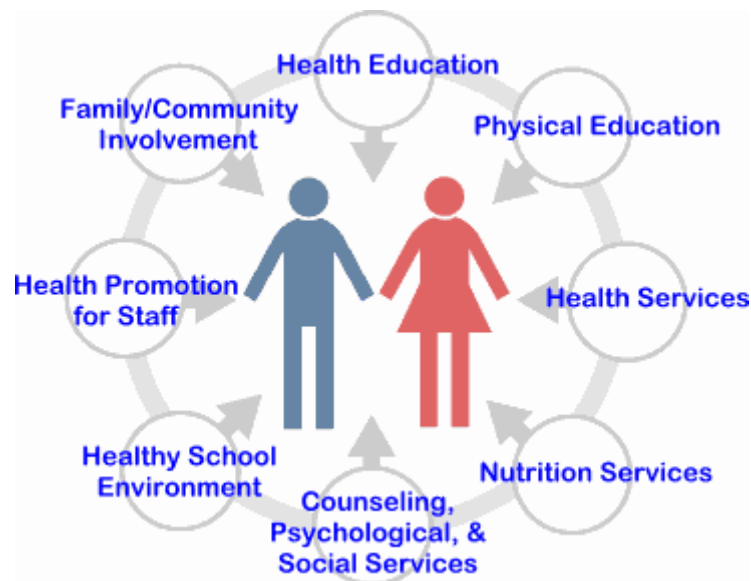 Health Education
Physical Education
Health Services
Nutrition Services
Counseling,
Psychological, &
Social Services
Healthy School
Environment
Health Promotion
for Staff
Family/Community
Involvement